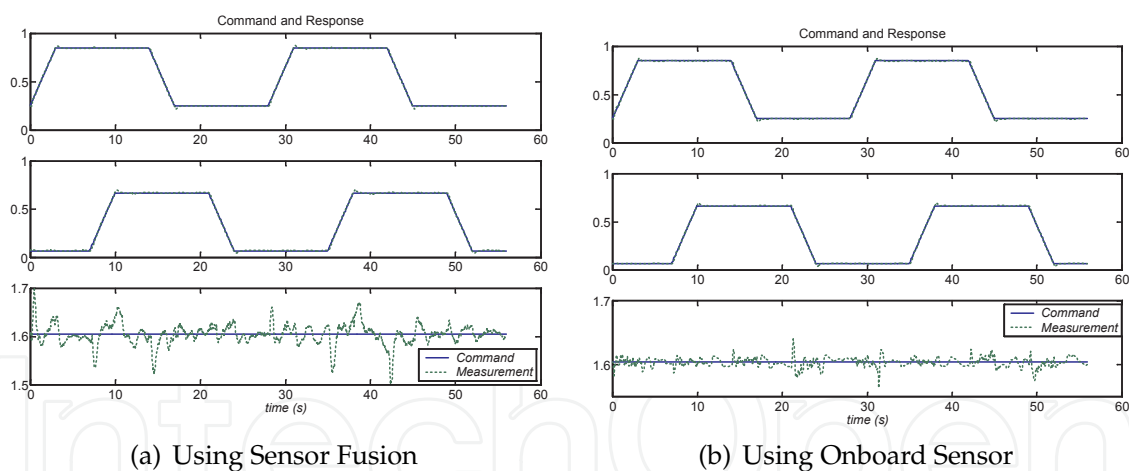 Command and Response
1
0.5
0
0 10 20 30 40 50 60
1
0.5
0
0 10 20 30 40 50 60
1.7
1.6
1.5
0 10 20 30 40 50 60
Command
Measurement
time (s)
(a) Using Sensor Fusion
Command and Response
1
0.5
0
0 10 20 30 40 50 60
1
0.5
0
0 10 20 30 40 50 60
1.7
1.6
0 10 20 30 40 50 60
Command
Measurement
time (s)
(b) Using Onboard Sensor
IntechOpen